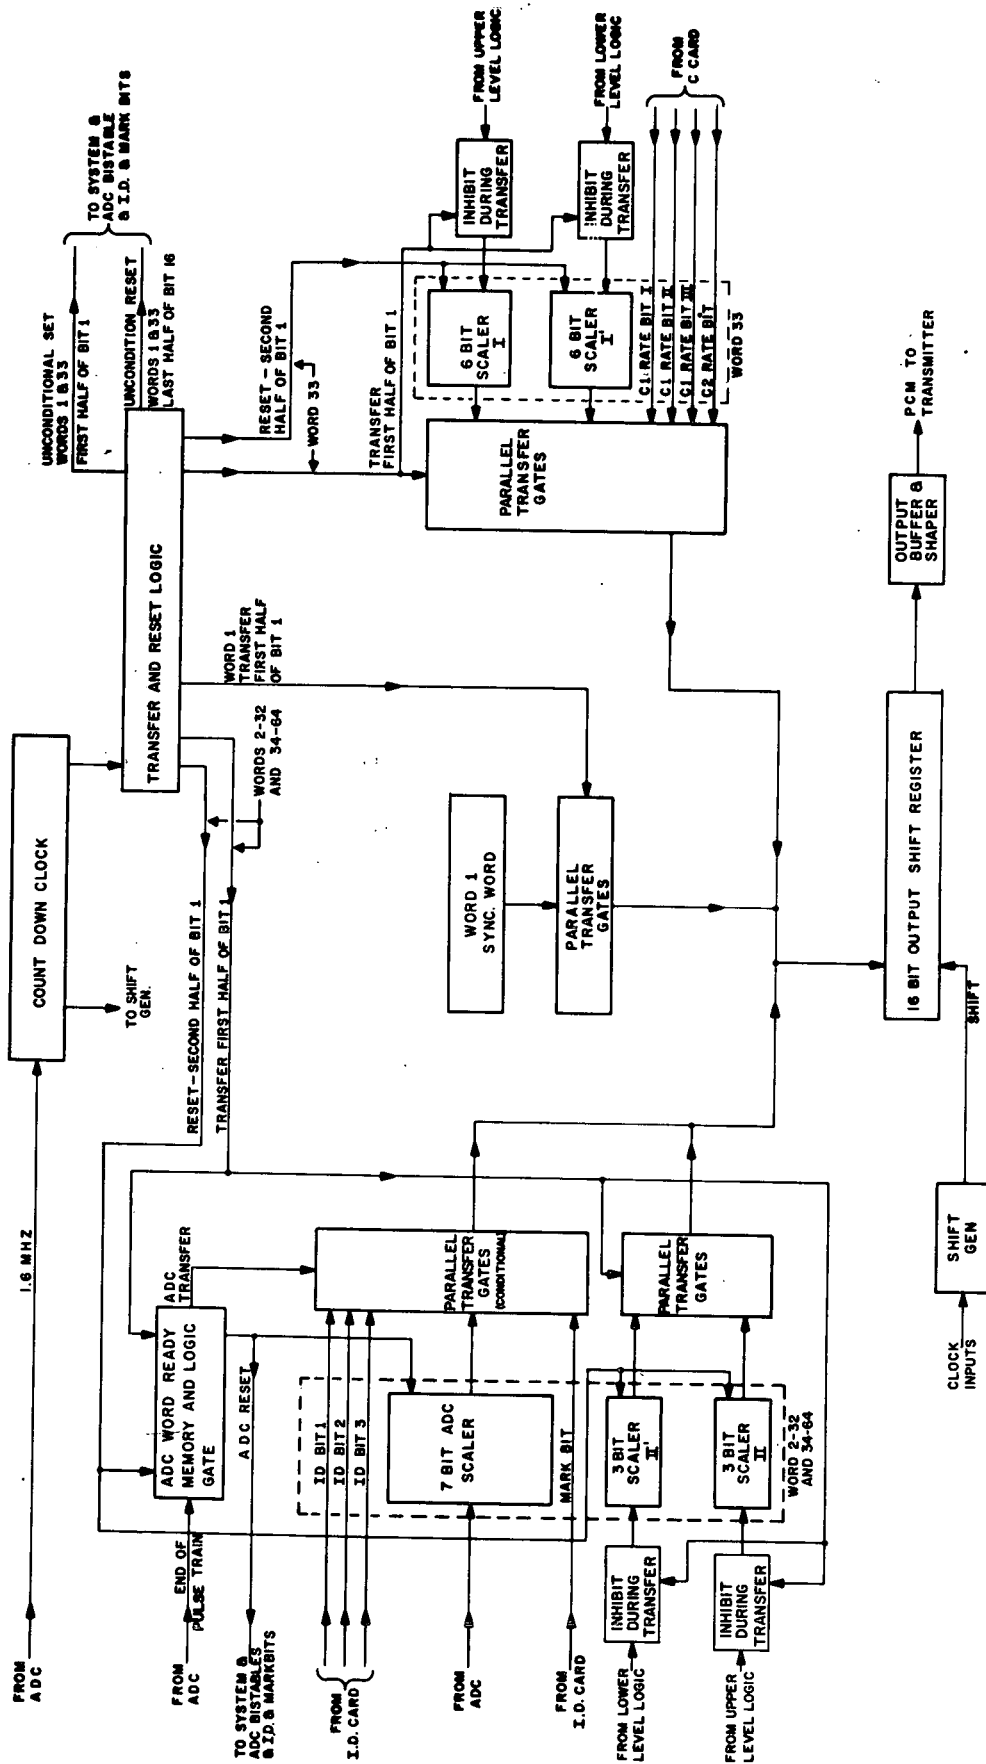 FROM
ADC
1.6 MHZ
COUNT DOWN CLOCK
TO SHIFT
GEN.
TRANSFER AND RESET LOGIC
UNCONDITIONAL SET
WORDS 1 & 33
FIRST HALF OF BIT 1
TO SYSTEM &
ADC BISTABLE
& I.D. & MARK BITS
UNCONDITION RESET
WORDS 1 & 33
LAST HALF OF BIT 16
RESET-SECOND HALF OF BIT 1
TRANSFER FIRST HALF OF BIT 1
WORDS 2-32
AND 34-64
WORD 1
TRANSFER
FIRST HALF
OF BIT 1
RESET-SECOND
HALF OF BIT 1
WORD 33
TRANSFER
FIRST HALF OF BIT 1
FROM
ADC
END OF
PULSE TRAIN
ADC WORD READY
MEMORY AND LOGIC
GATE
ADC
TRANSFER
ADC RESET
TO SYSTEM &
ADC BISTABLES
& I.D. & MARKBITS
FROM
I.D. CARD
ID BIT 1
ID BIT 2
ID BIT 3
PARALLEL
TRANSFER
GATES
(CONDITIONAL)
FROM
ADC
7 BIT ADC
SCALER
FROM
I.D. CARD
MARK BIT
FROM LOWER
LEVEL LOGIC
INHIBIT
DURING
TRANSFER
3 BIT
SCALER
II'
PARALLEL
TRANSFER
GATES
FROM UPPER
LEVEL LOGIC
INHIBIT
DURING
TRANSFER
3 BIT
SCALER
II
WORD 2-32
AND 34-64
WORD 1
SYNC. WORD
PARALLEL
TRANSFER
GATES
PARALLEL
TRANSFER
GATES
6 BIT
SCALER
I
INHIBIT
DURING
TRANSFER
FROM UPPER
LEVEL LOGIC
6 BIT
SCALER
I'
INHIBIT
DURING
TRANSFER
FROM LOWER
LEVEL LOGIC
C1 RATE BIT I
C1 RATE BIT II
C1 RATE BIT III
C2 RATE BIT
FROM
C CARD
WORD 33
CLOCK
INPUTS
SHIFT
GEN
SHIFT
16 BIT OUTPUT SHIFT REGISTER
OUTPUT
BUFFER &
SHAPER
PCM TO
TRANSMITTER